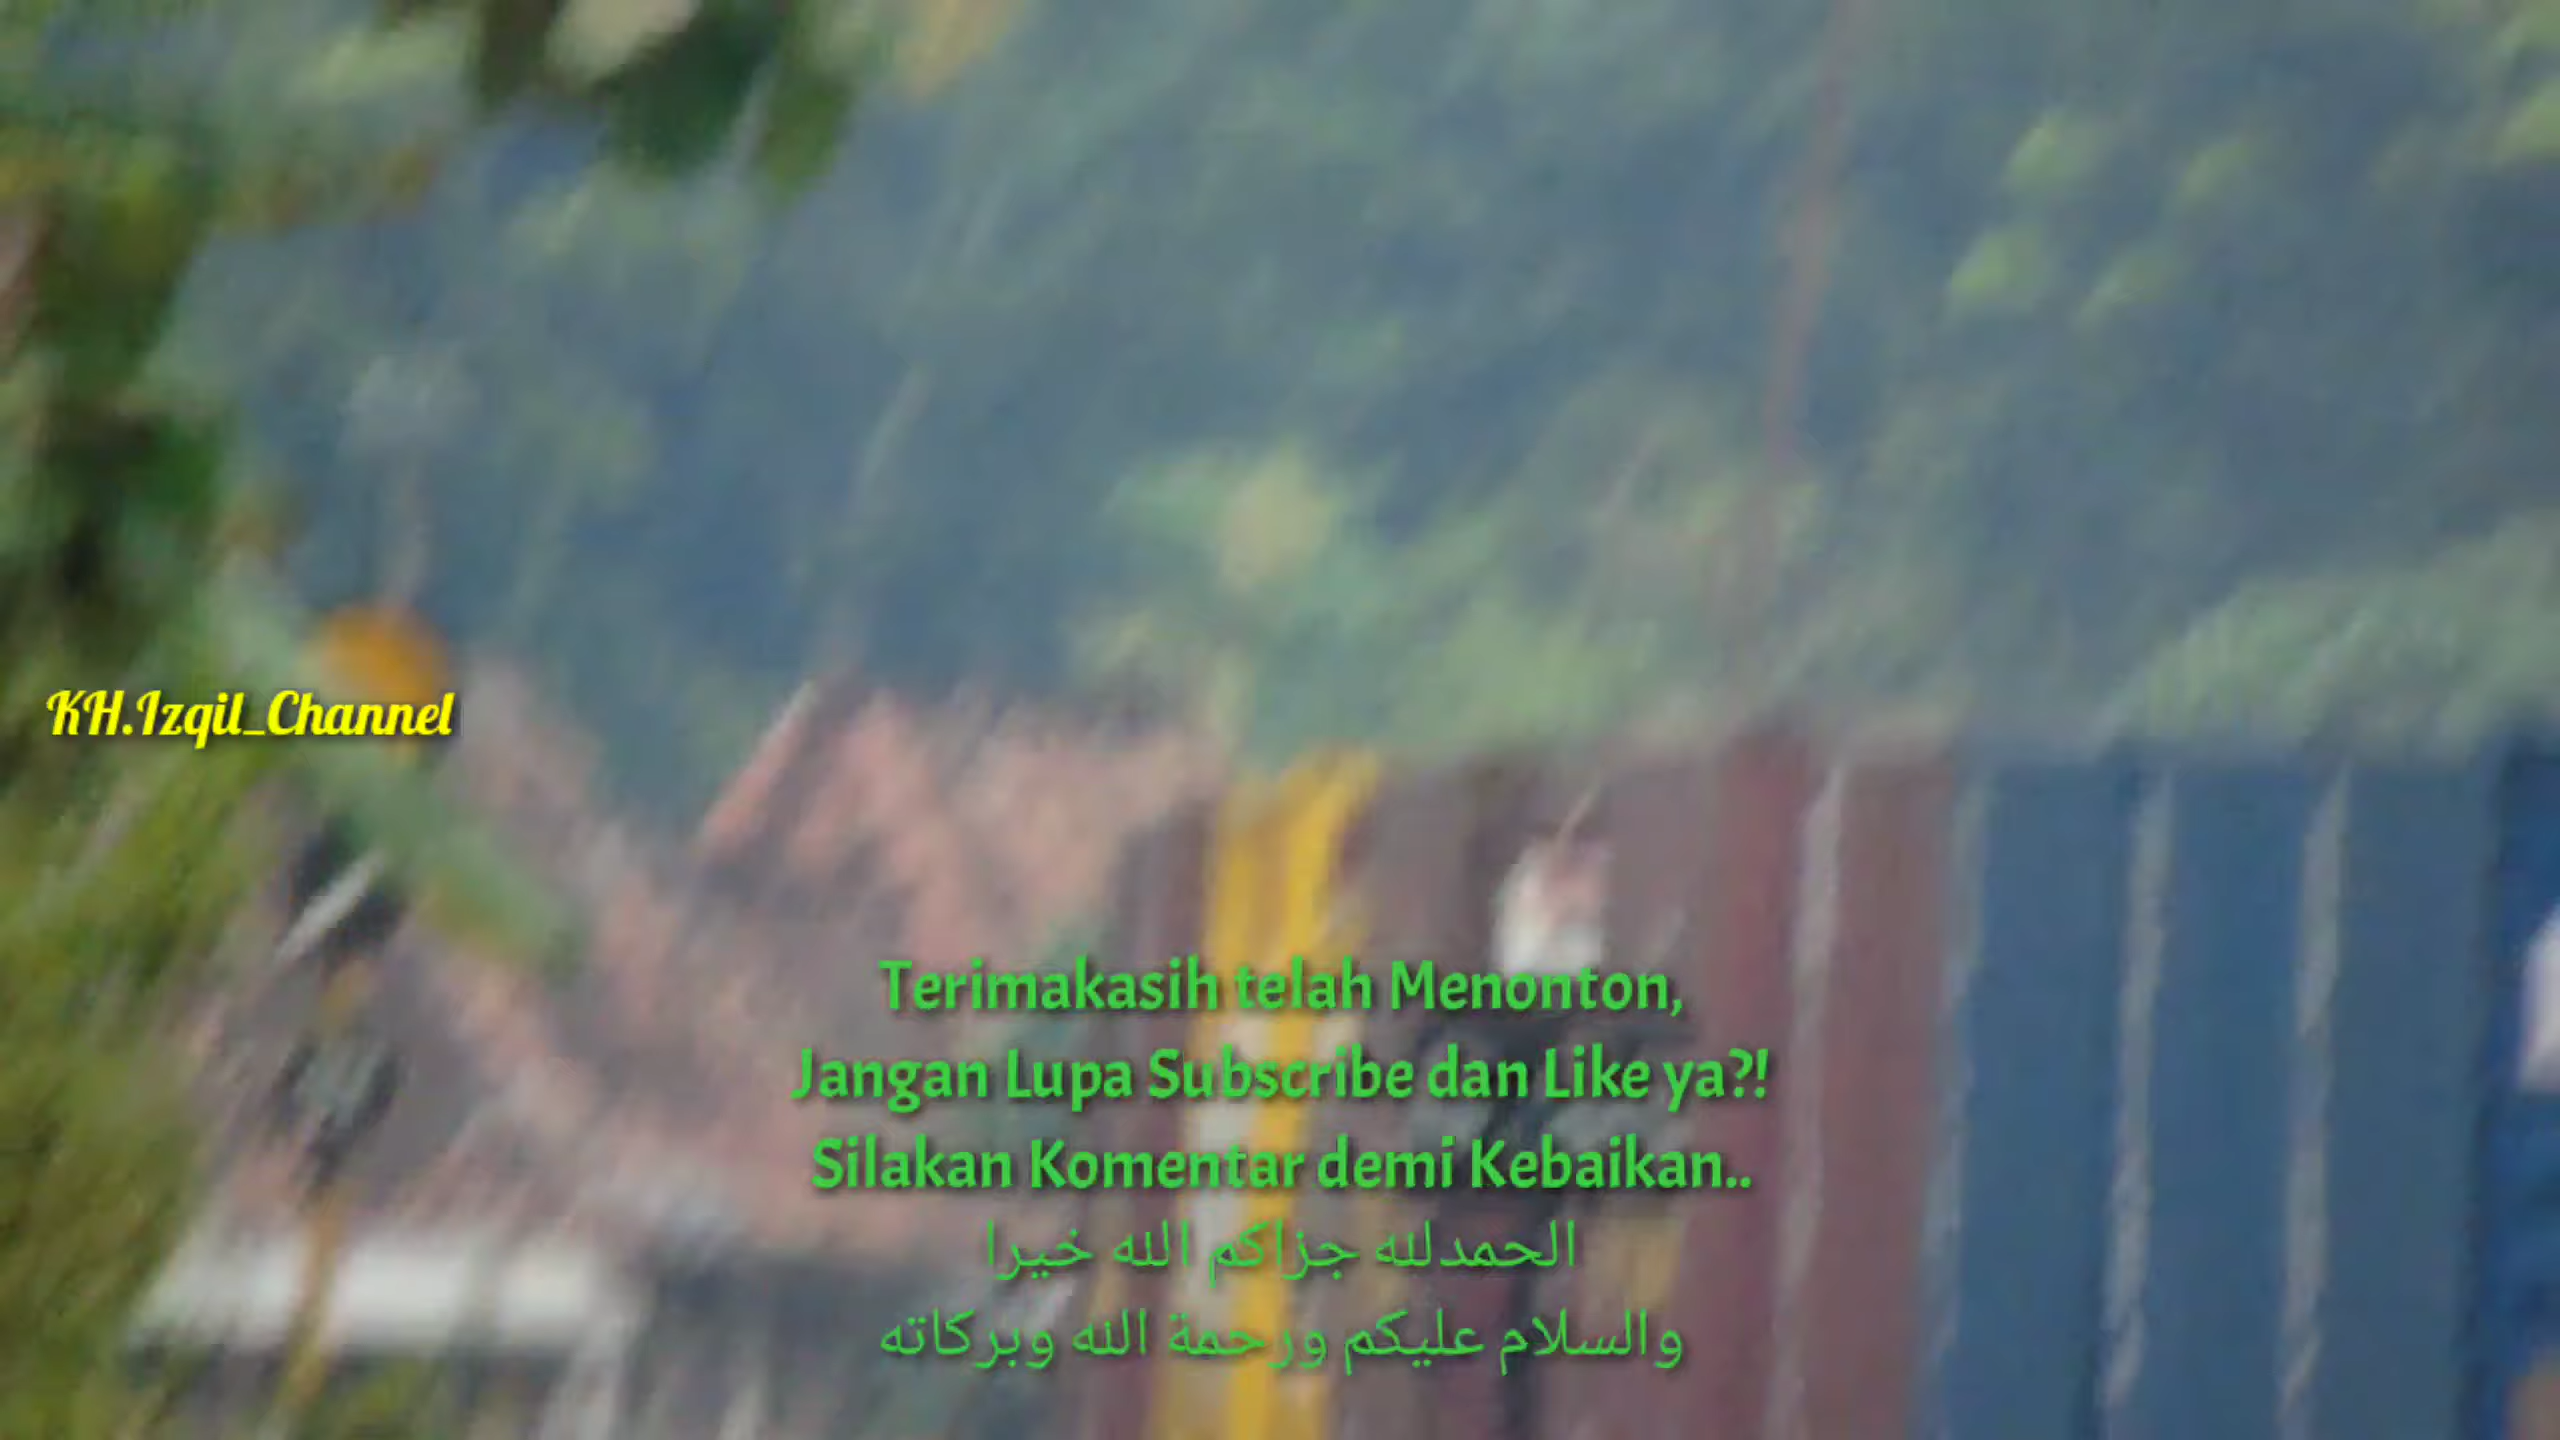 KH.Izqil_Channel
Terimakasih telah Menonton,
Jangan Lupa Subscribe dan Like ya?!
Silakan Komentar demi Kebaikan..
الحمدلله جزاكم الله خيرا
والسلام عليكم ورحمة الله وبركاته